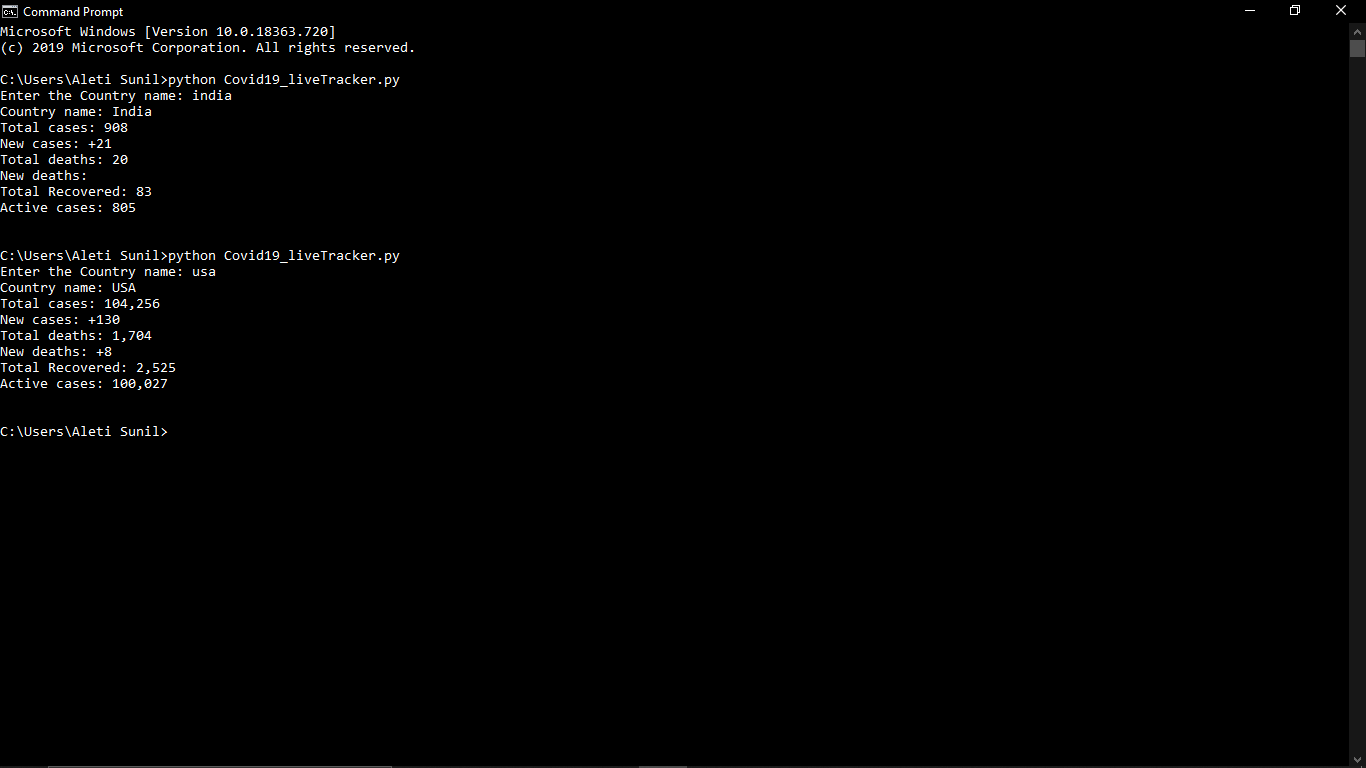 Command Prompt
Microsoft Windows [Version 10.0.18363.720]
(c) 2019 Microsoft Corporation. All rights reserved.
C:\Users\Aleti Sunil>python Covid19_liveTracker.py
Enter the Country name: india
Country name: India
Total cases: 908
New cases: +21
Total deaths: 20
New deaths:
Total Recovered: 83
Active cases: 805
C:\Users\Aleti Sunil>python Covid19_liveTracker.py
Enter the Country name: usa
Country name: USA
Total cases: 104,256
New cases: +130
Total deaths: 1,704
New deaths: +8
Total Recovered: 2,525
Active cases: 100,027
C:\Users\Aleti Sunil>